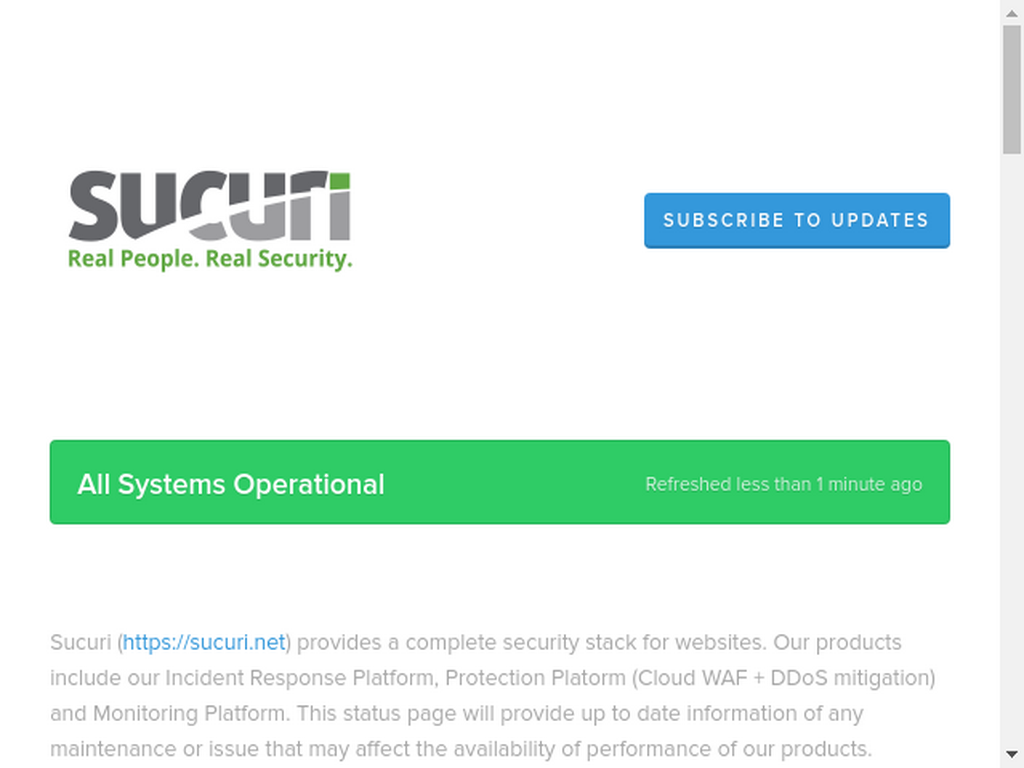 sucuri
Real People. Real Security.
SUBSCRIBE TO UPDATES
All Systems Operational
Refreshed less than 1 minute ago
Sucuri (https://sucuri.net) provides a complete security stack for websites. Our products
include our Incident Response Platform, Protection Platorm (Cloud WAF + DDoS mitigation)
and Monitoring Platform. This status page will provide up to date information of any
maintenance or issue that may affect the availability of performance of our products.